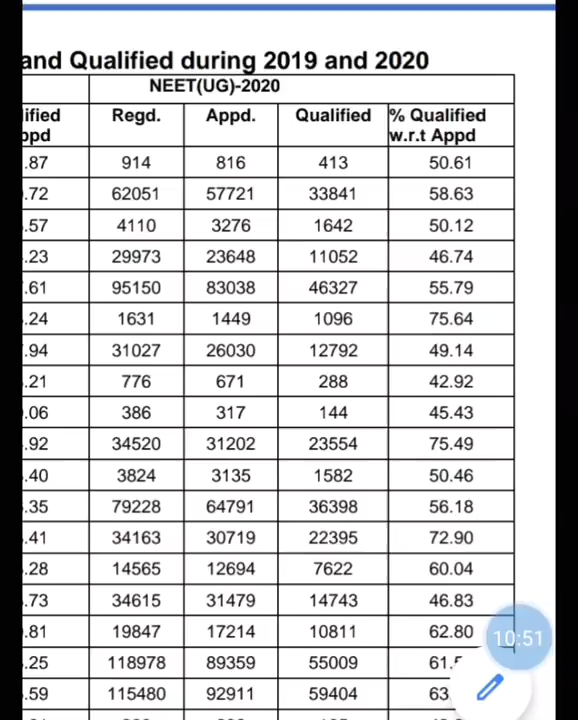 and Qualified during 2019 and 2020
NEET(UG)-2020
Regd. Appd. Qualified % Qualified
w.r.t Appd
.87 914 816 413 50.61
.72 62051 57721 33841 58.63
.57 4110 3276 1642 50.12
.23 29973 23648 11052 46.74
.61 95150 83038 46327 55.79
.24 1631 1449 1096 75.64
.94 31027 26030 12792 49.14
.21 776 671 288 42.92
.06 386 317 144 45.43
.92 34520 31202 23554 75.49
.40 3824 3135 1582 50.46
.35 79228 64791 36398 56.18
.41 34163 30719 22395 72.90
.28 14565 12694 7622 60.04
.73 34615 31479 14743 46.83
.81 19847 17214 10811 62.80
10:51
.25 118978 89359 55009
.59 115480 92911 59404